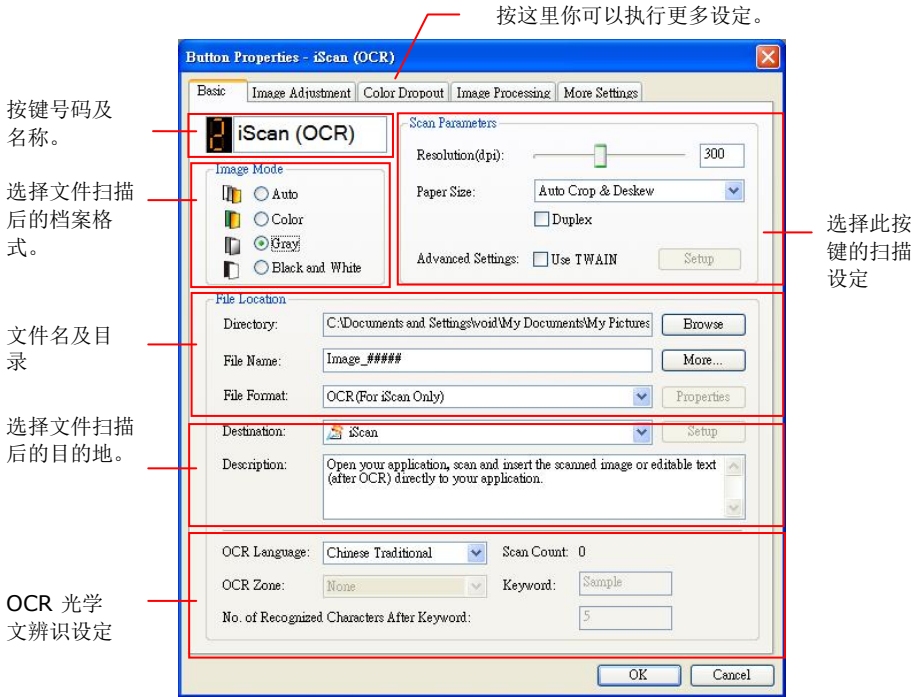 按这里你可以执行更多设定。
Button Properties - iScan (OCR)
Basic Image Adjustment Color Dropout Image Processing More Settings
按键号码及
名称。
2 iScan (OCR)
选择文件扫描
后的档案格
式。
Image Mode
Auto
Color
Gray
Black and White
Scan Parameters
Resolution(dpi): 300
Paper Size: Auto Crop & Deskew
Duplex
Advanced Settings: Use TWAIN Setup
选择此按
键的扫描
设定
文件名及目
录
File Location
Directory: C:\Documents and Settings\void\My Documents\My Pictures Browse
File Name: Image_##### More...
File Format: OCR(For iScan Only) Properties
选择文件扫描
后的目的地。
Destination: iScan Setup
Description: Open your application, scan and insert the scanned image or editable text
(after OCR) directly to your application.
OCR 光学
文辨识设定
OCR Language: Chinese Traditional Scan Count: 0
OCR Zone: None Keyword: Sample
No. of Recognized Characters After Keyword: 5
OK Cancel